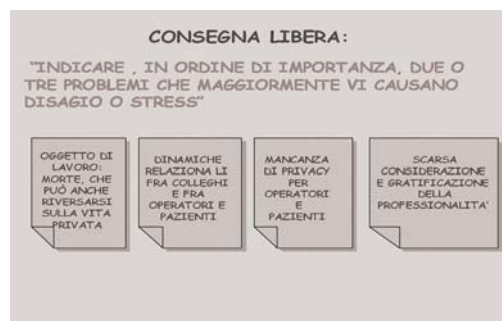 CONSEGNA LIBERA:
"INDICARE , IN ORDINE DI IMPORTANZA, DUE O
TRE PROBLEMI CHE MAGGIORMENTE VI CAUSANO
DISAGIO O STRESS"
OGGETTO DI
LAVORO:
MORTE, CHE
PUÒ ANCHE
RIVERSARSI
SULLA VITA
PRIVATA
DINAMICHE
RELAZIONA LI
FRA COLLEGHI
E FRA
OPERATORI E
PAZIENTI
MANCANZA
DI PRIVACY
PER
OPERATORI
E
PAZIENTI
SCARSA
CONSIDERAZIONE
E GRATIFICAZIONE
DELLA
PROFESSIONALITA'